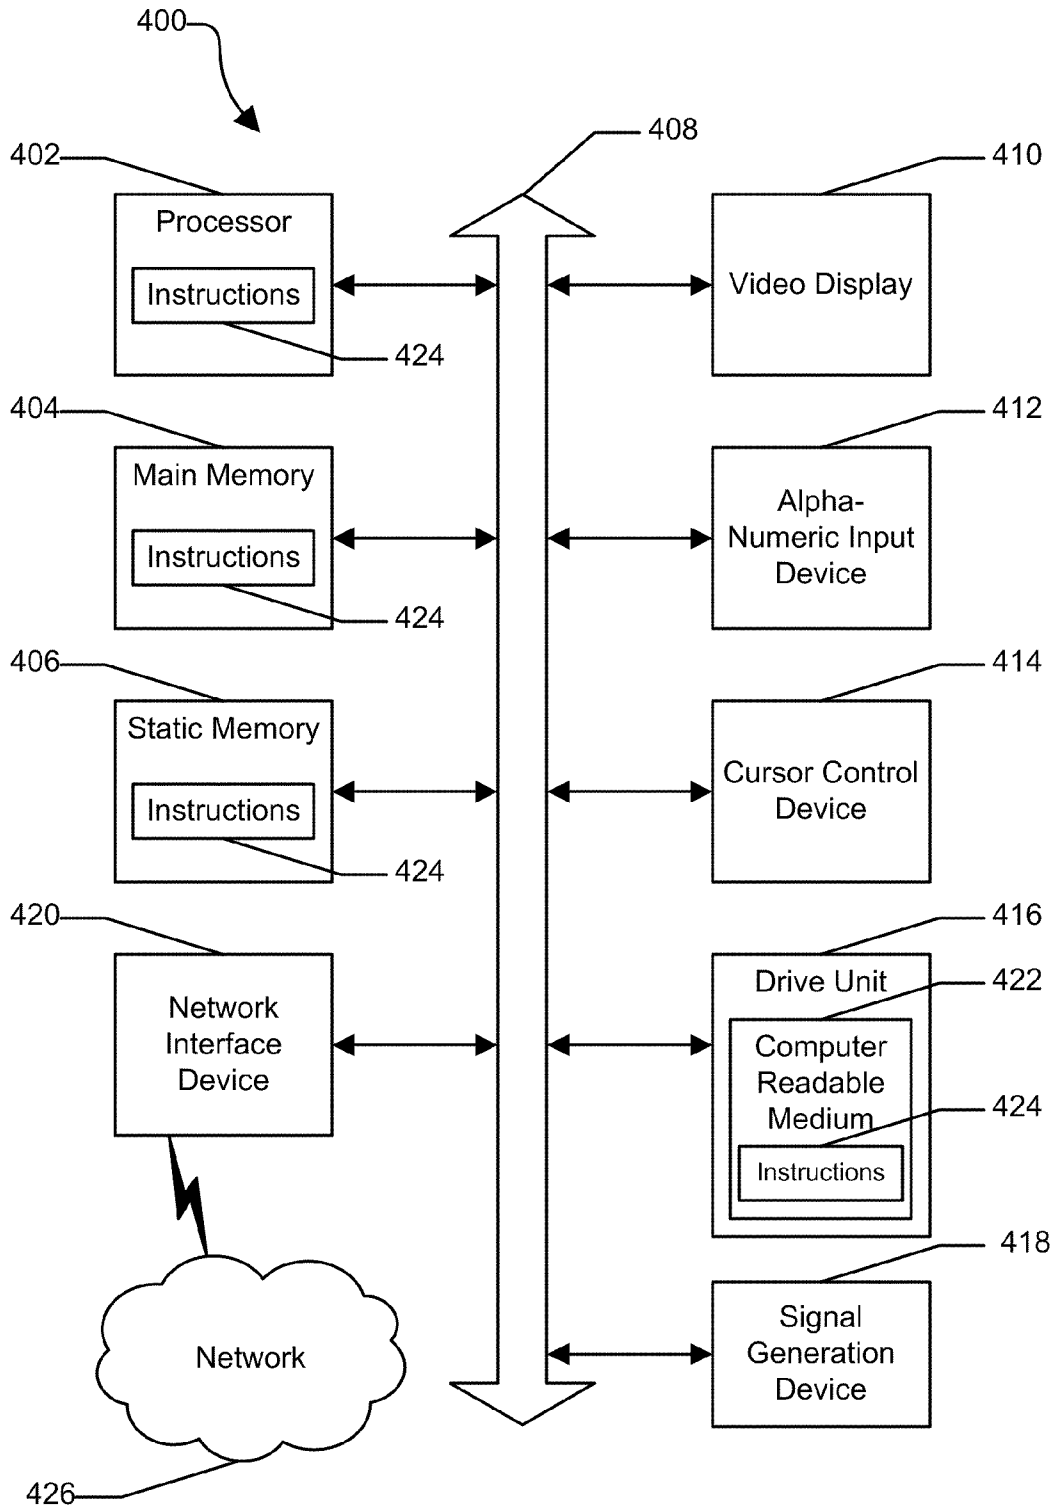 400
408
402
410
Processor
Instructions
424
Video Display
404
412
Main Memory
Instructions
424
Alpha-
Numeric Input
Device
406
414
Static Memory
Instructions
424
Cursor Control
Device
420
416
Network
Interface
Device
Drive Unit
422
Computer
Readable
Medium
424
Instructions
418
Signal
Generation
Device
Network
426